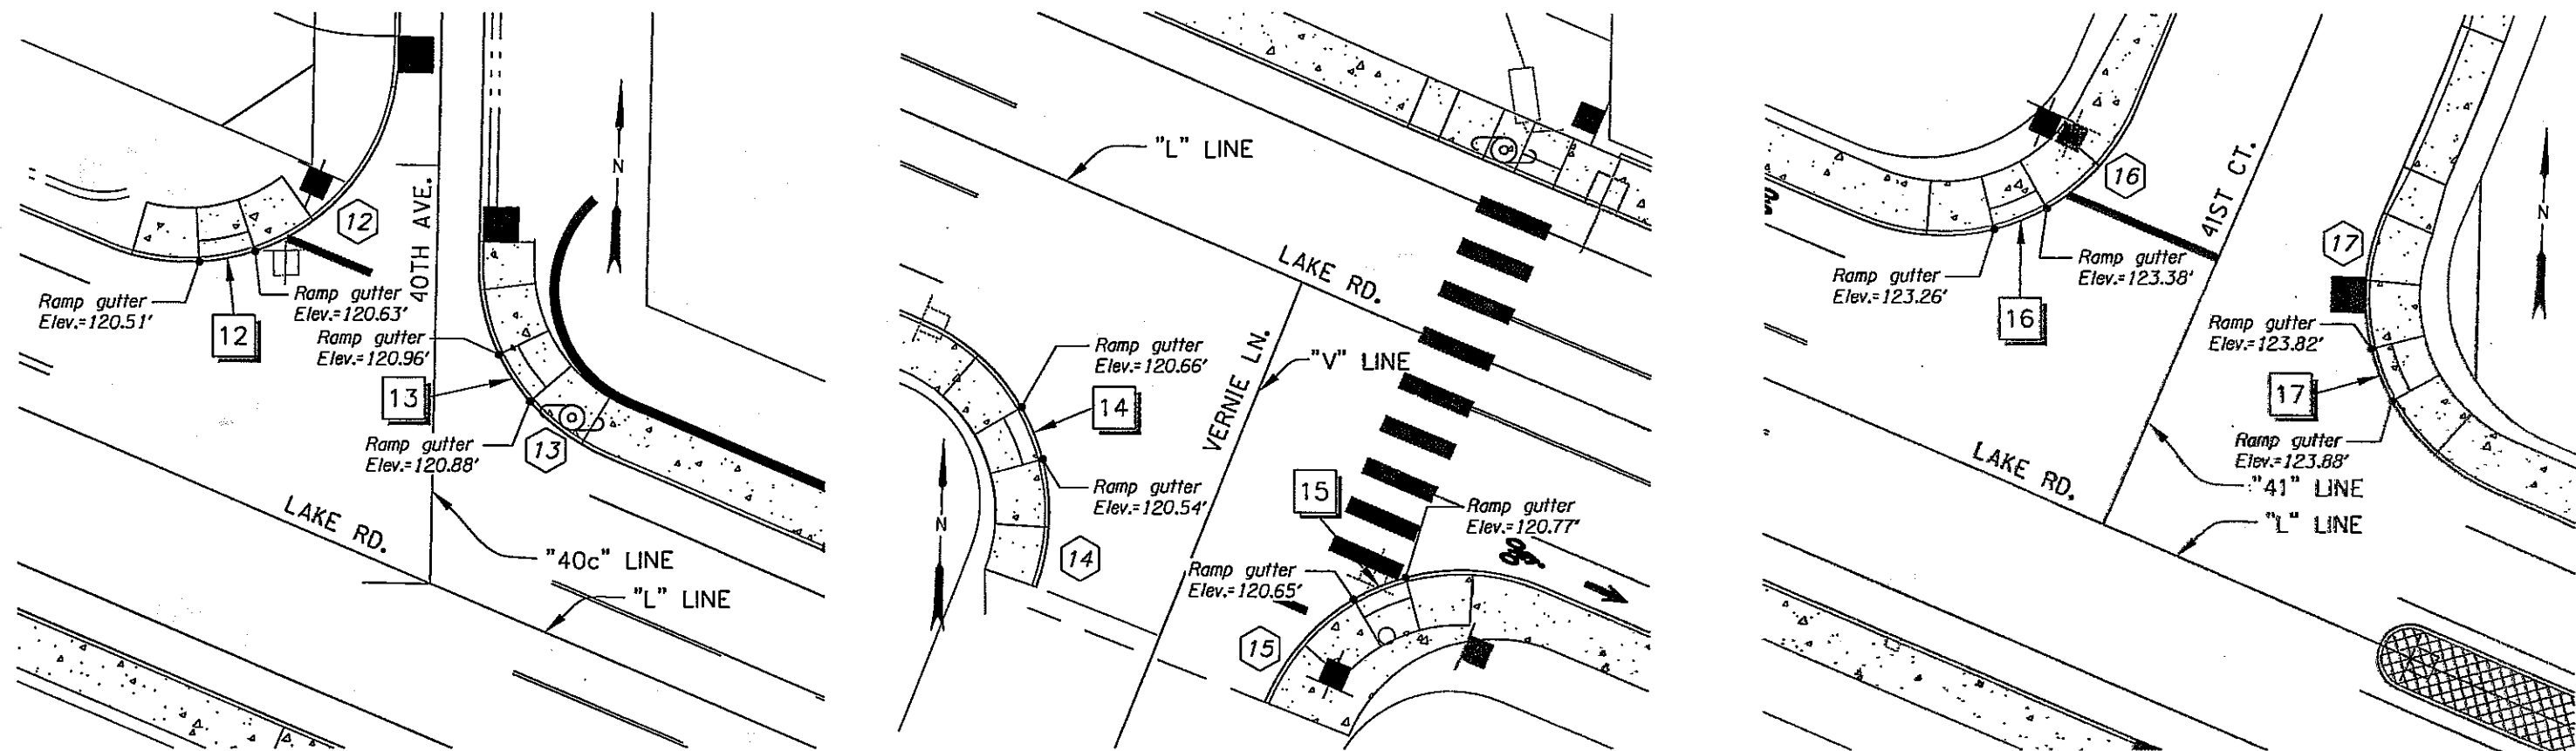 12
40TH AVE.
N
Ramp gutter
Elev.=120.51'
Ramp gutter
Elev.=120.63'
12
Ramp gutter
Elev.=120.96'
13
Ramp gutter
Elev.=120.88'
13
LAKE RD.
"40c" LINE
"L" LINE
"L" LINE
LAKE RD.
Ramp gutter
Elev.=120.66'
"V" LINE
14
VERNIE LN.
15
Ramp gutter
Elev.=120.54'
Ramp gutter
Elev.=120.77'
N
14
Ramp gutter
Elev.=120.65'
15
16
41ST CT.
N
17
Ramp gutter
Elev.=123.26'
Ramp gutter
Elev.=123.38'
16
Ramp gutter
Elev.=123.82'
17
Ramp gutter
Elev.=123.88'
LAKE RD.
"41" LINE
"L" LINE